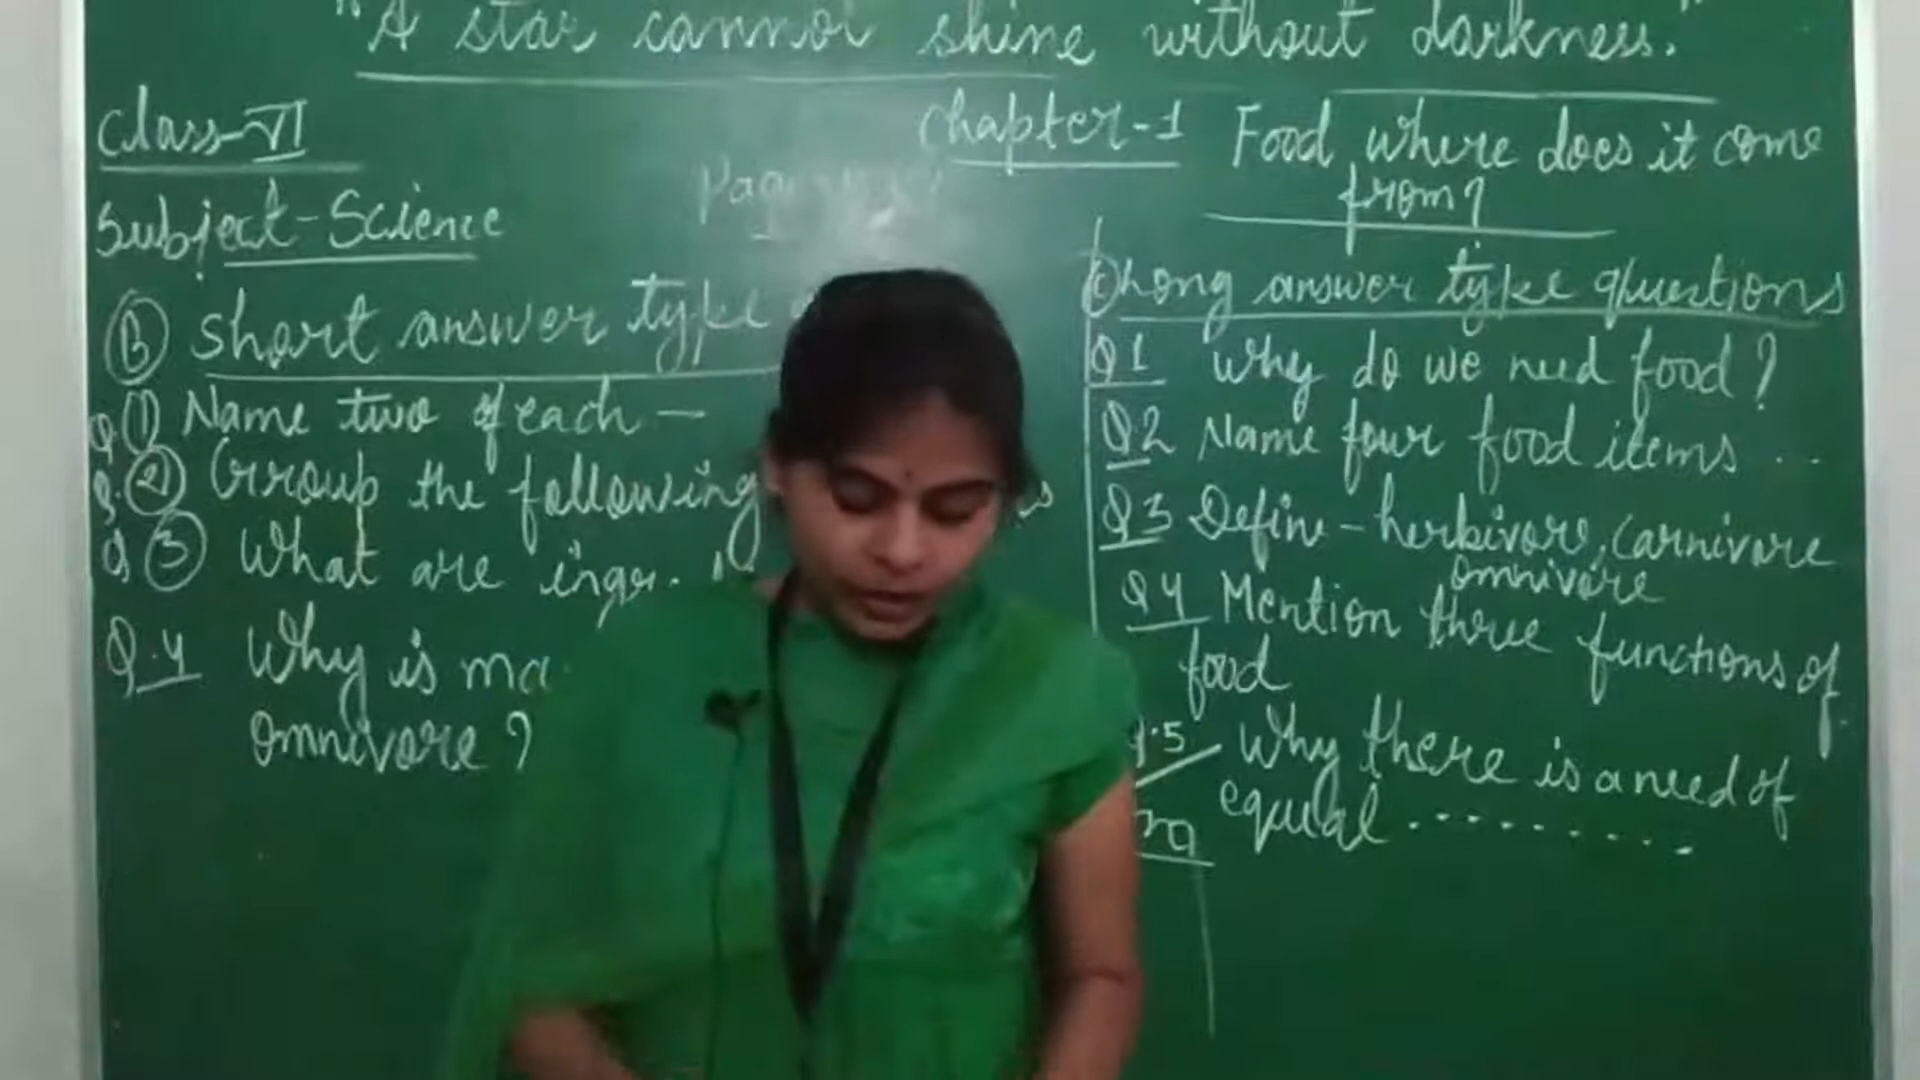 "A star cannot shine without darkness."
Class-VI
Chapter-1 Food, where does it come
from?
Subject-Science
(B) Short answer type
Q (1) Name two of each -
Q. (2) Group the following
Q (3) What are ingr.
Q.4 Why is ma
omnivore?
(C) Long answer type questions
Q1 Why do we need food?
Q.2 Name four food items ...
Q3 Define - herbivore, carnivore
omnivore
Q4 Mention three functions of
food
.5 Why there is a need of
equal .........